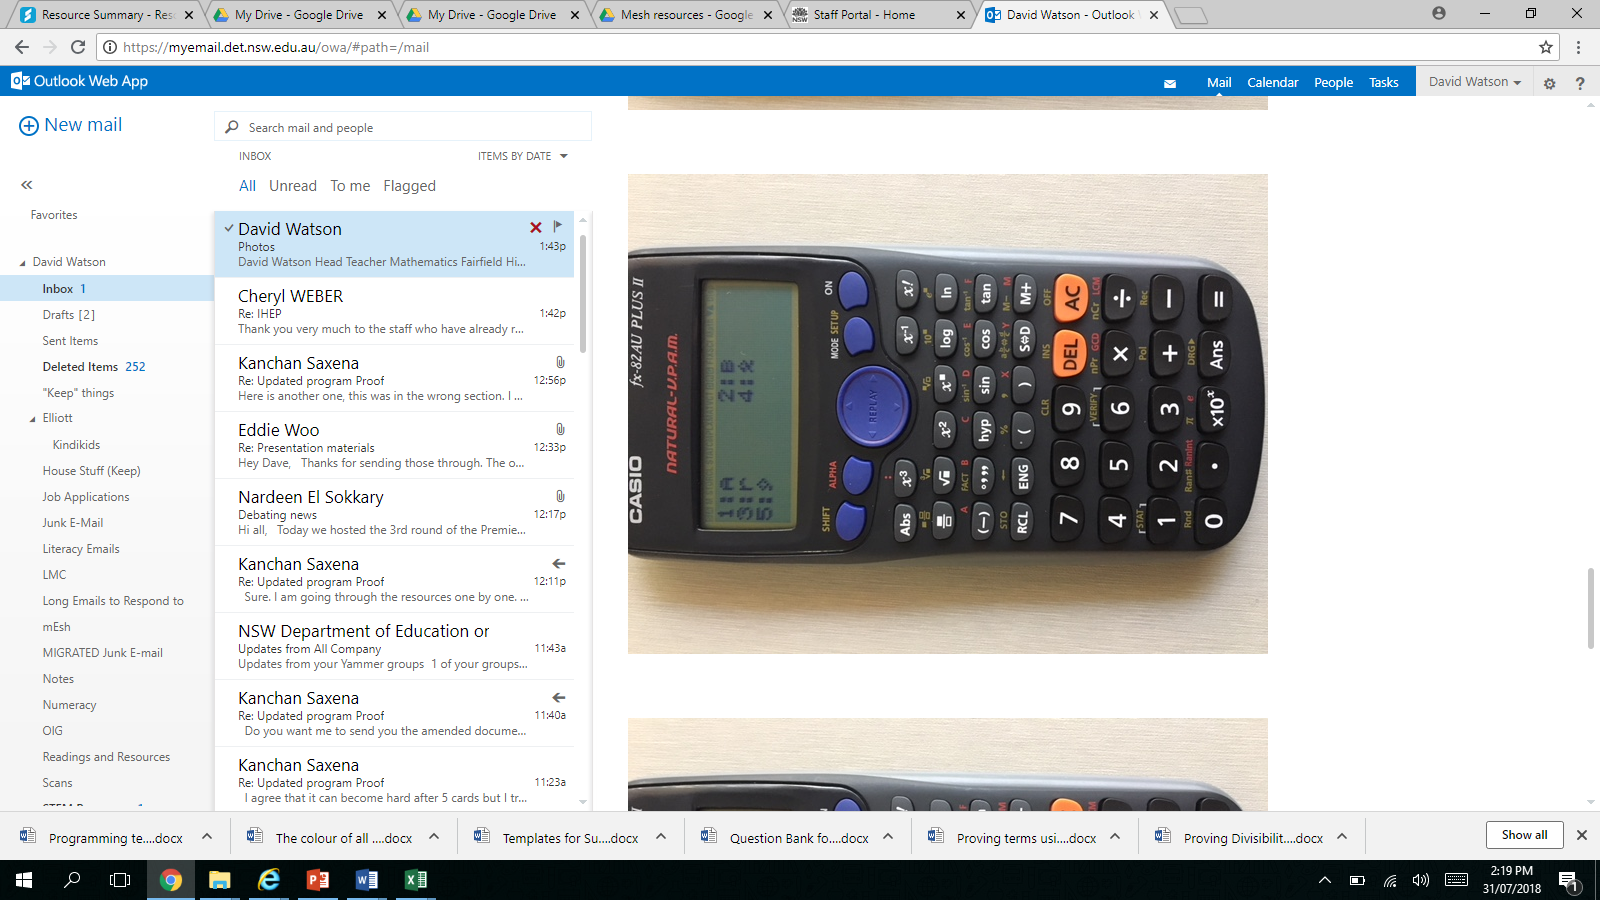 Resource Summary - Reso
My Drive - Google Drive
My Drive - Google Drive
Mesh resources - Google
Staff Portal - Home
David Watson - Outlook
https://myemail.det.nsw.edu.au/owa/#path=/mail
Outlook Web App
Mail
Calendar
People
Tasks
David Watson
?
New mail
Favorites
David Watson
Inbox 1
Drafts [2]
Sent Items
Deleted Items 252
"Keep" things
Elliott
Kindikids
House Stuff (Keep)
Job Applications
Junk E-Mail
Literacy Emails
LMC
Long Emails to Respond to
mEsh
MIGRATED Junk E-mail
Notes
Numeracy
OIG
Readings and Resources
Scans
Search mail and people
INBOX
ITEMS BY DATE
All Unread To me Flagged
David Watson
Photos 1:43p
David Watson Head Teacher Mathematics Fairfield Hi...
Cheryl WEBER
Re: IHEP 1:42p
Thank you very much to the staff who have already r...
Kanchan Saxena
Re: Updated program Proof 12:56p
Here is another one, this was in the wrong section. I ...
Eddie Woo
Re: Presentation materials 12:33p
Hey Dave, Thanks for sending those through. The o...
Nardeen El Sokkary
Debating news 12:17p
Hi all, Today we hosted the 3rd round of the Premie...
Kanchan Saxena
Re: Updated program Proof 12:11p
Sure. I am going through the resources one by one. ...
NSW Department of Education or
Updates from All Company 11:43a
Updates from your Yammer groups 1 of your groups...
Kanchan Saxena
Re: Updated program Proof 11:40a
Do you want me to send you the amended docume...
Kanchan Saxena
Re: Updated program Proof 11:23a
I agree that it can become hard after 5 cards but I tr...
CASIO fx-82AU PLUS II
NATURAL-V.P.A.M.
1:A 2:B
3:r 4:x̂
5:ŷ
SHIFT ALPHA REPLAY MODE SETUP ON
Abs x³ x⁻¹ x!
√ x² log ln
(−) hyp sin cos tan
RCL ENG ( ) S⇔D M+
7 8 9 DEL AC
4 5 6 × ÷
1 2 3 + −
0 . ×10ˣ Ans =
Programming te....docx
The colour of all ....docx
Templates for Su....docx
Question Bank fo....docx
Proving terms usi....docx
Proving Divisibilit....docx
Show all
2:19 PM
31/07/2018
1